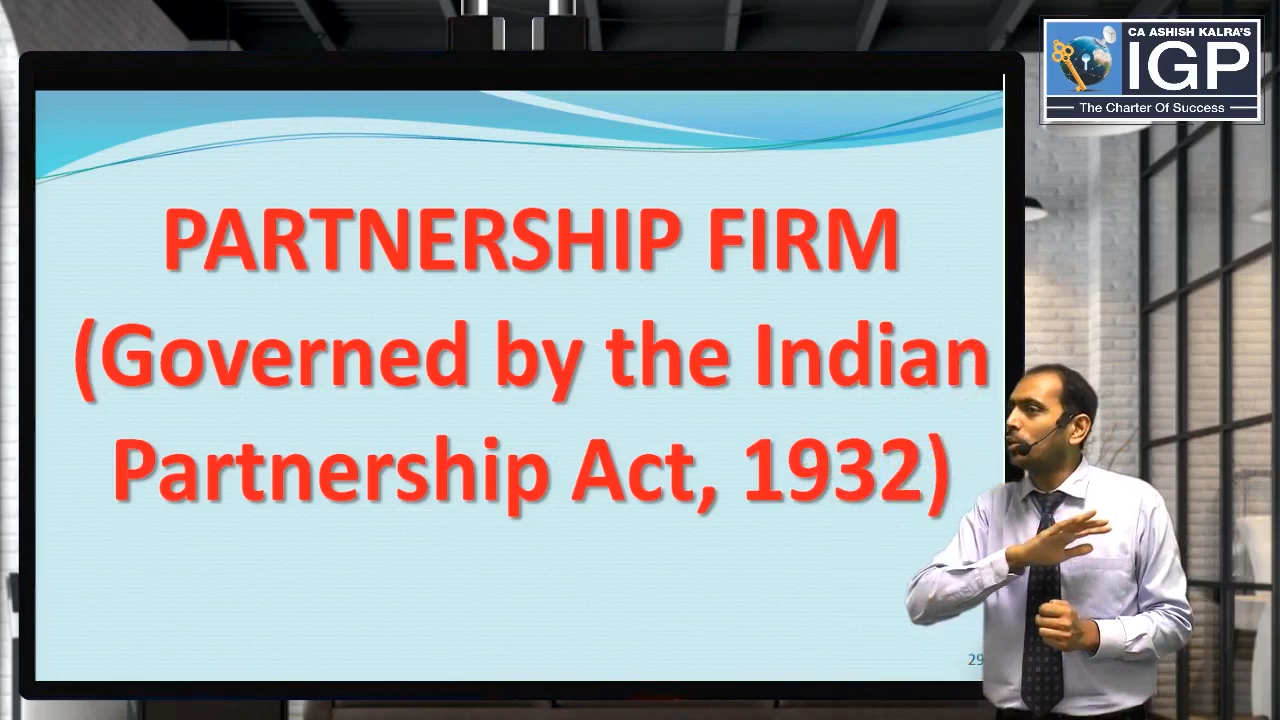 CA ASHISH KALRA'S
IGP
The Charter Of Success
PARTNERSHIP FIRM
(Governed by the Indian
Partnership Act, 1932)
29